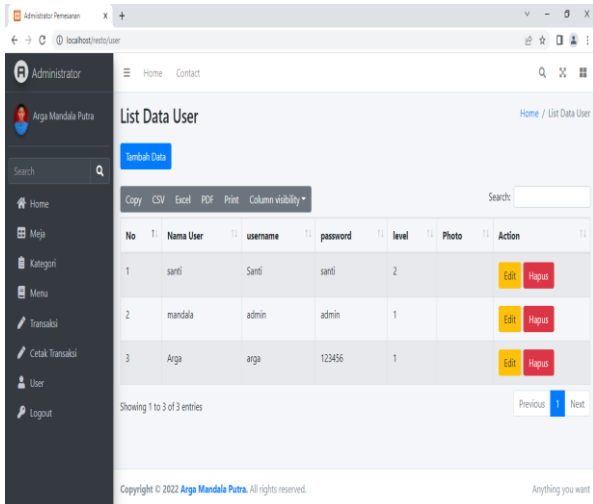 Admistrator Pemesanan
localhost/resto/user
Administrator
Home Contact
Arga Mandala Putra
List Data User
Home / List Data User
Tambah Data
Search
Copy CSV Excel PDF Print Column visibility
Search:
Home
Meja
Kategori
Menu
Transaksi
Cetak Transaksi
User
Logout
No Nama User username password level Photo Action
1 santi Santi santi 2 Edit Hapus
2 mandala admin admin 1 Edit Hapus
3 Arga arga 123456 1 Edit Hapus
Showing 1 to 3 of 3 entries
Previous 1 Next
Copyright © 2022 Arga Mandala Putra. All rights reserved.
Anything you want